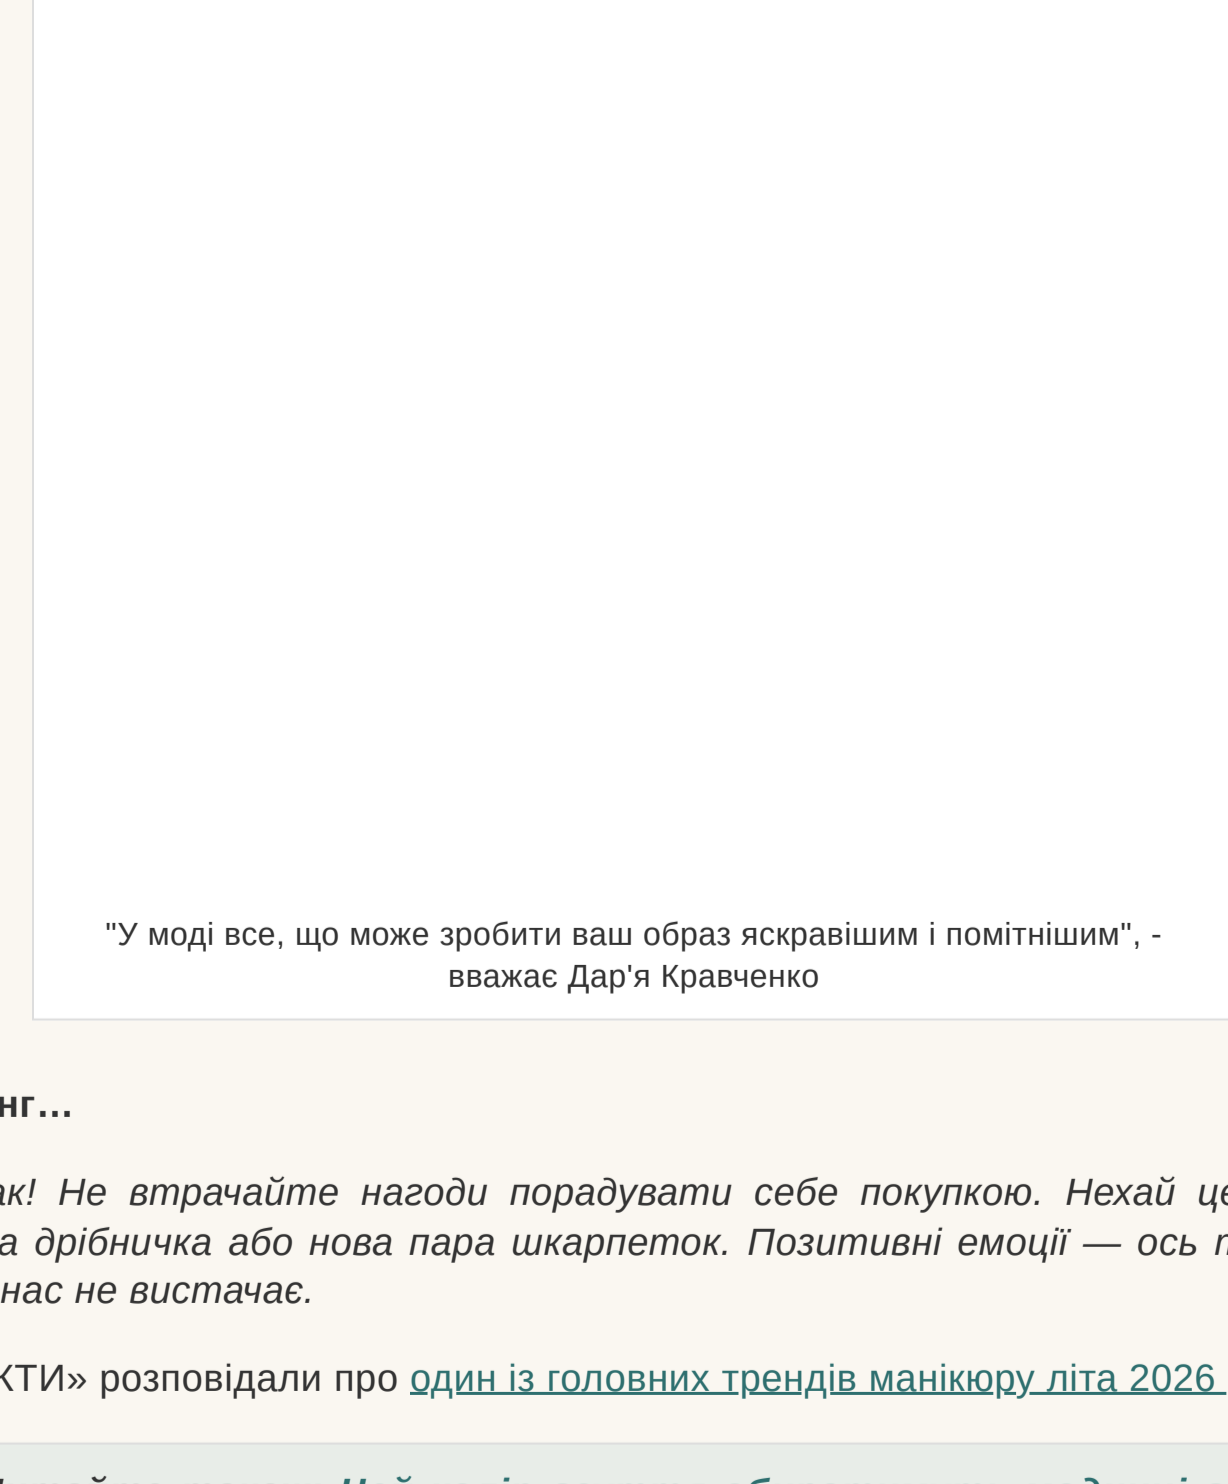 "У моді все, що може зробити ваш образ яскравішим і помітнішим", -
вважає Дар'я Кравченко
нг...
ак! Не втрачайте нагоди порадувати себе покупкою. Нехай це
а дрібничка або нова пара шкарпеток. Позитивні емоції — ось
нас не вистачає.
КТИ» розповідали про один із головних трендів манікюру літа 2026